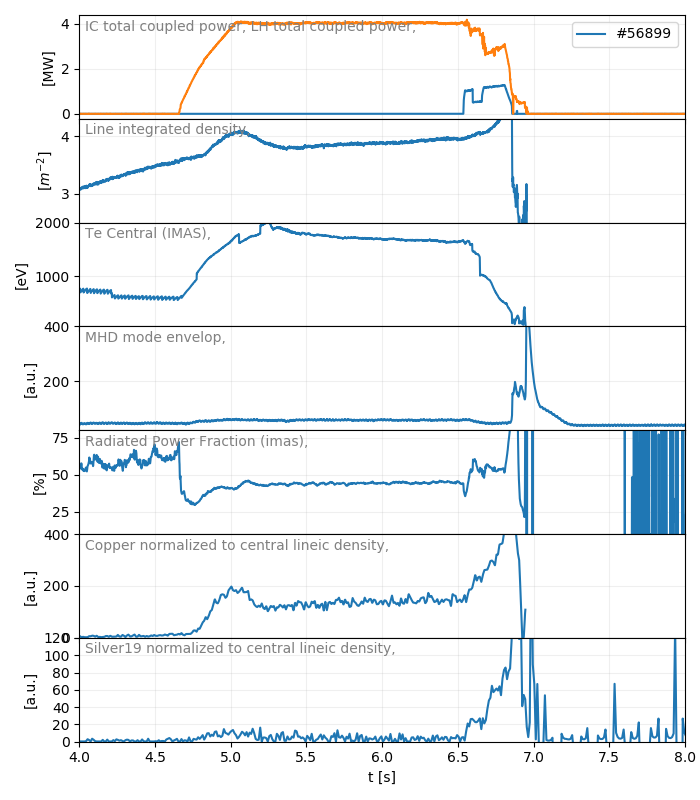 IC total coupled power, LH total coupled power,
#56899
4
2
0
[MW]
Line integrated density,
4
3
[m⁻²]
2000
Te Central (IMAS),
1000
[eV]
400
MHD mode envelop,
200
[a.u.]
75
Radiated Power Fraction (imas),
50
25
[%]
400
Copper normalized to central lineic density,
200
[a.u.]
0
120
Silver19 normalized to central lineic density,
100
80
60
40
20
0
[a.u.]
4.0 4.5 5.0 5.5 6.0 6.5 7.0 7.5 8.0
t [s]